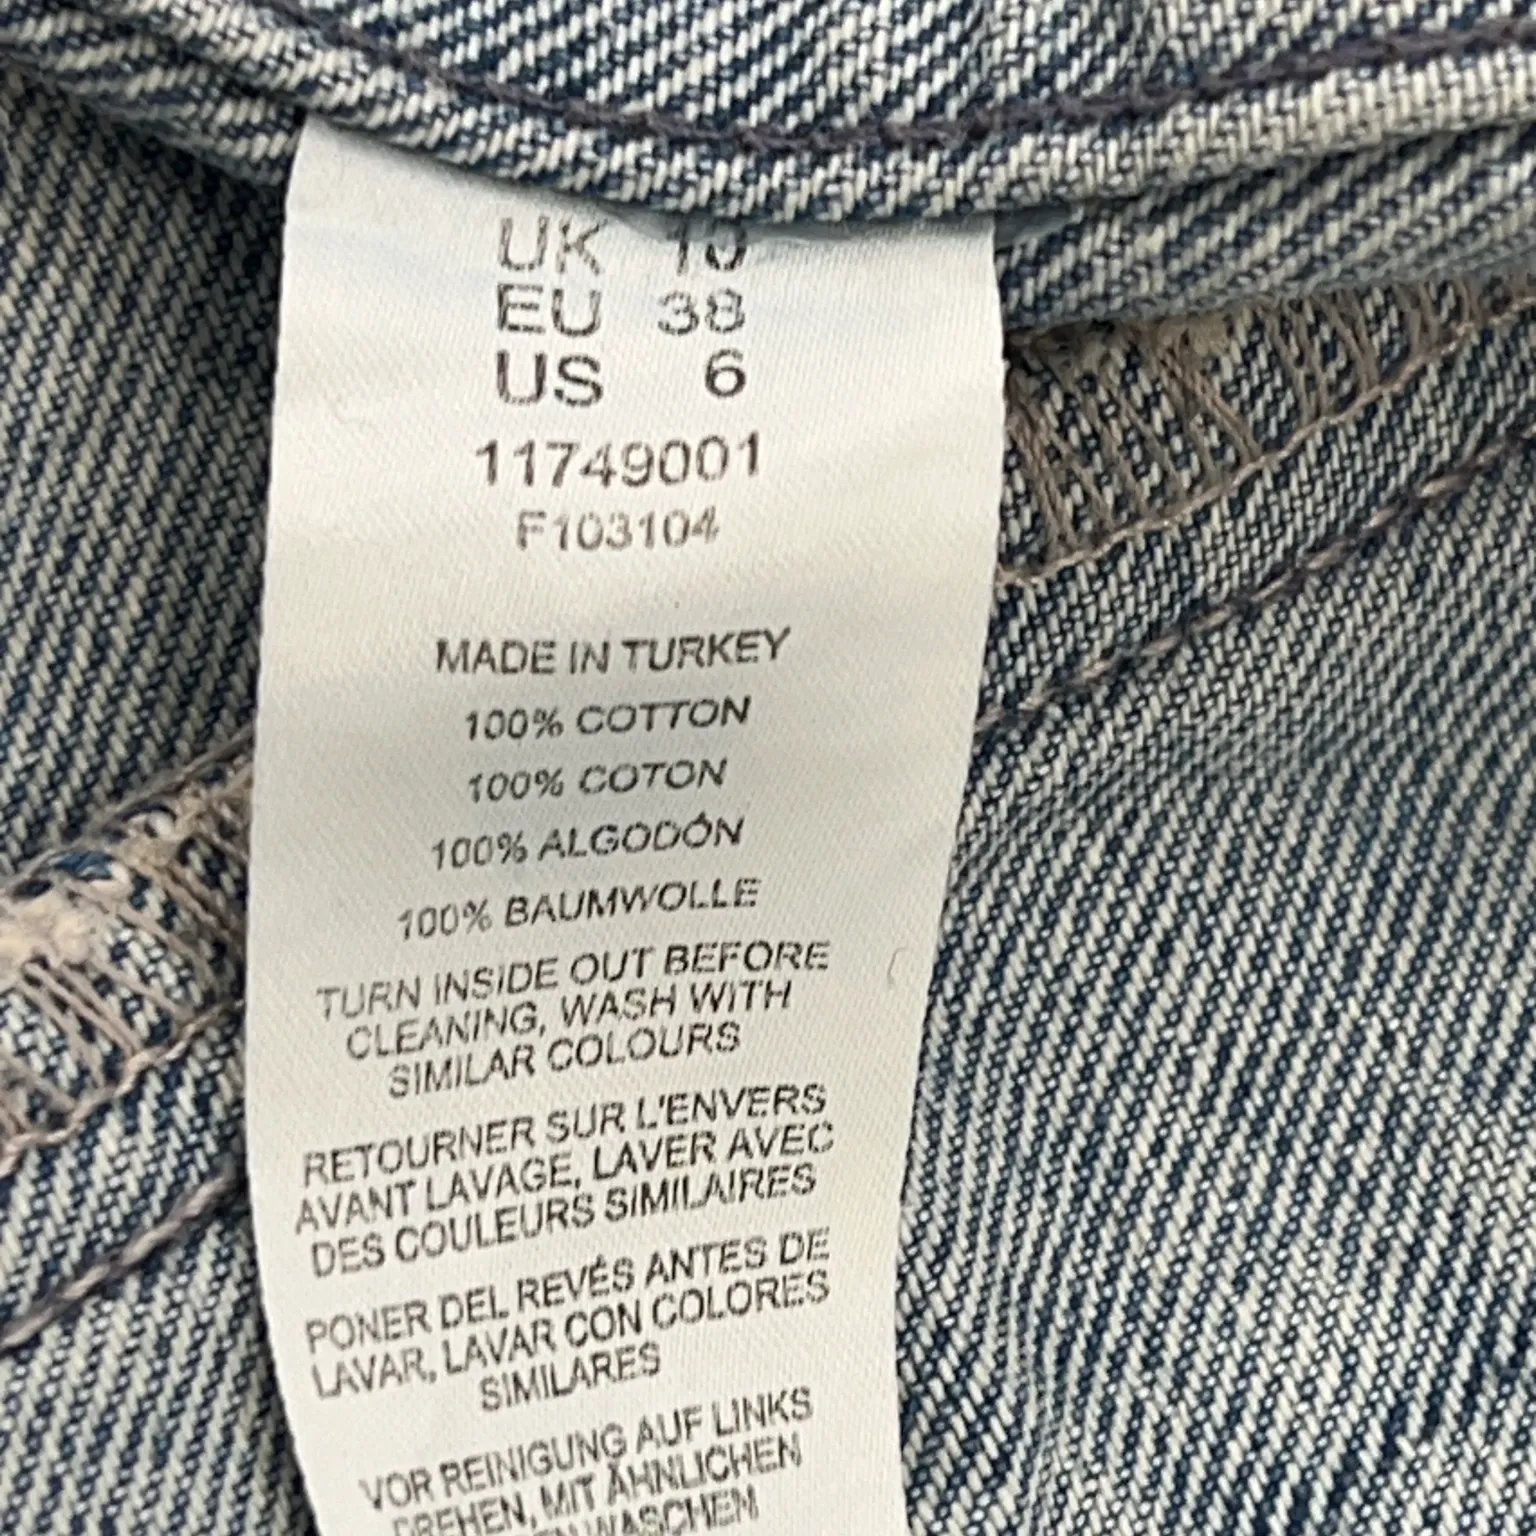 UK 10
EU 38
US 6
11749001
F103104
MADE IN TURKEY
100% COTTON
100% COTON
100% ALGODÓN
100% BAUMWOLLE
TURN INSIDE OUT BEFORE
CLEANING, WASH WITH
SIMILAR COLOURS
RETOURNER SUR L'ENVERS
AVANT LAVAGE, LAVER AVEC
DES COULEURS SIMILAIRES
PONER DEL REVÉS ANTES DE
LAVAR, LAVAR CON COLORES
SIMILARES
VOR REINIGUNG AUF LINKS
DREHEN, MIT ÄHNLICHEN
WASCHEN